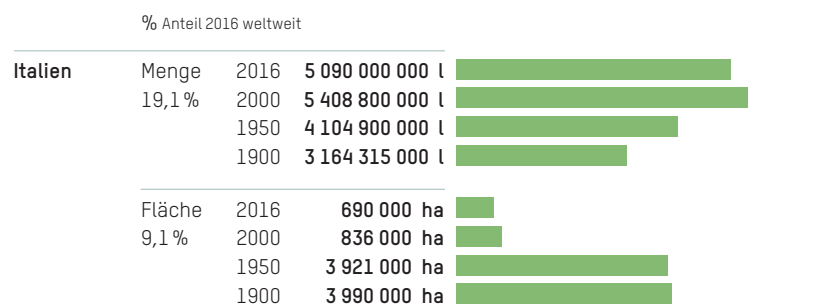 % Anteil 2016 weltweit
Italien Menge 2016 5 090 000 000 l
19,1 % 2000 5 408 800 000 l
1950 4 104 900 000 l
1900 3 164 315 000 l
Fläche 2016 690 000 ha
9,1 % 2000 836 000 ha
1950 3 921 000 ha
1900 3 990 000 ha